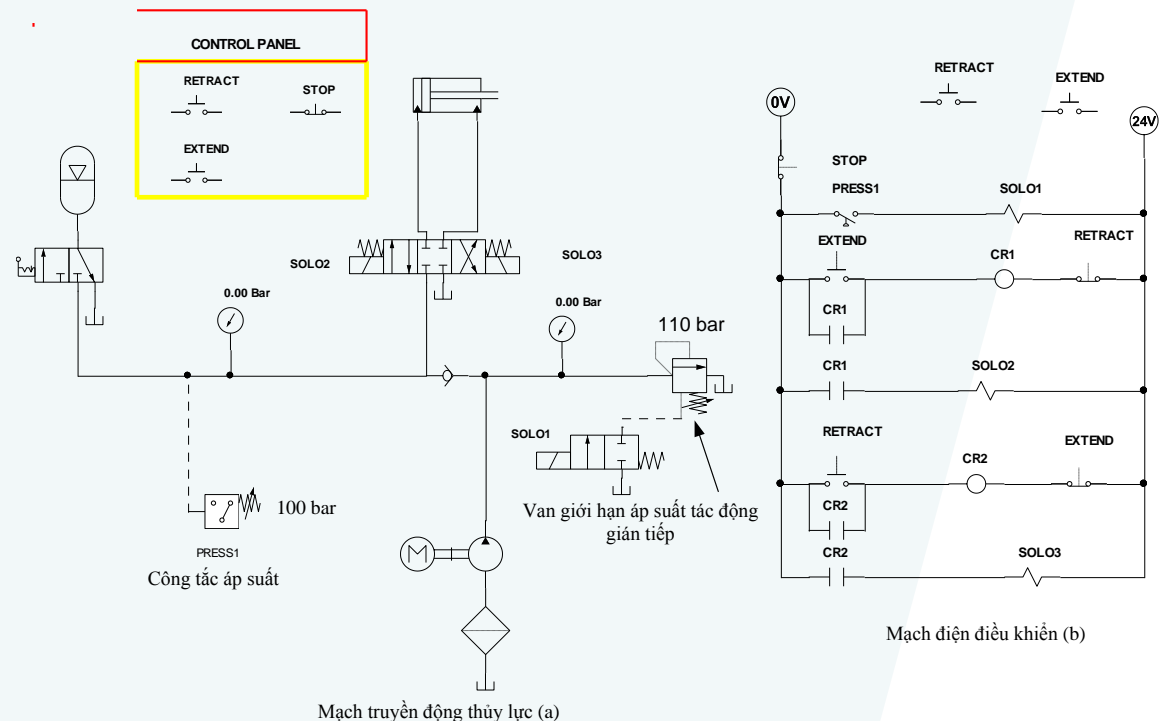 CONTROL PANEL
RETRACT
STOP
EXTEND
SOLO2
SOLO3
0.00 Bar
0.00 Bar
110 bar
SOLO1
100 bar
PRESS1
Công tắc áp suất
Van giới hạn áp suất tác động
gián tiếp
M
Mạch truyền động thủy lực (a)
RETRACT
EXTEND
0V
24V
STOP
PRESS1
SOLO1
EXTEND
CR1
RETRACT
CR1
CR1
SOLO2
RETRACT
CR2
EXTEND
CR2
CR2
SOLO3
Mạch điện điều khiển (b)